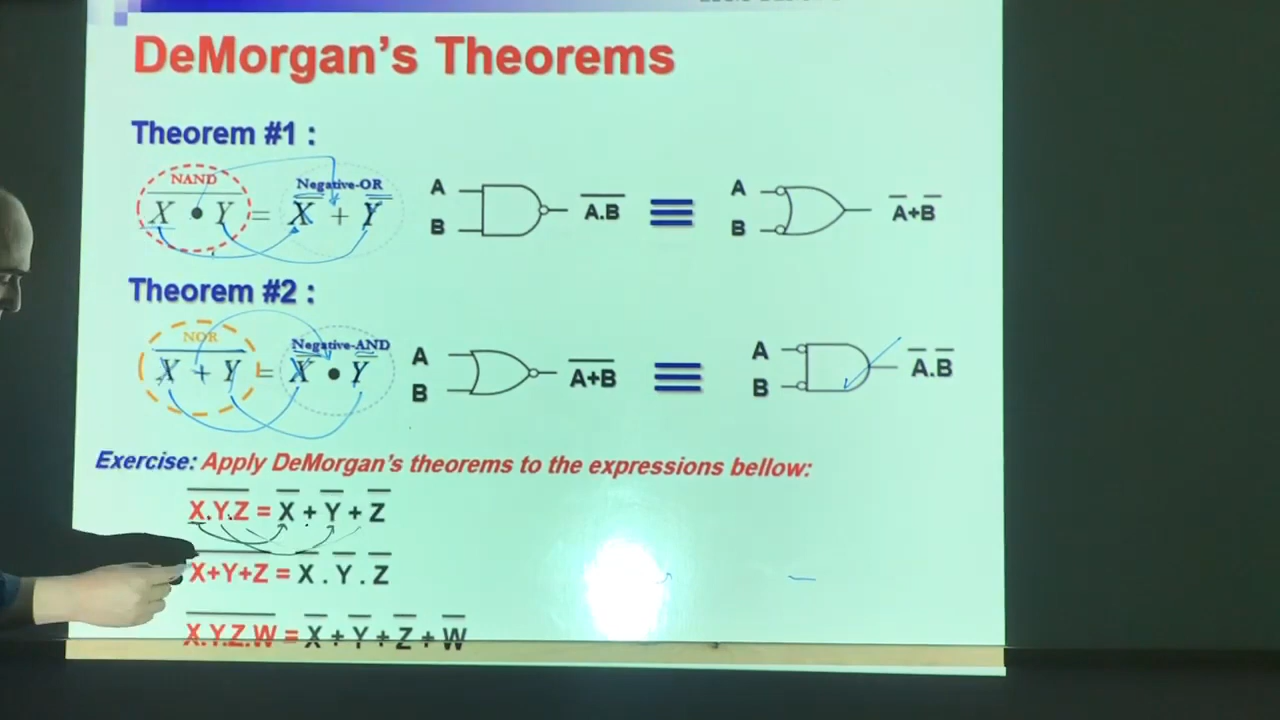 DeMorgan's Theorems
Theorem #1 :
NAND Negative-OR
X̅ ̅•̅ ̅Y̅ = X̅ + Y̅
A B A̅.̅B̅ ≡ A B A̅+B̅
Theorem #2 :
NOR Negative-AND
X̅ ̅+̅ ̅Y̅ = X̅ • Y̅
A B A̅+̅B̅ ≡ A B A̅.B̅
Exercise: Apply DeMorgan's theorems to the expressions bellow:
X̅.̅Y̅.̅Z̅ = X̅ + Y̅ + Z̅
X̅+̅Y̅+̅Z̅ = X̅ . Y̅ . Z̅
X̅.̅Y̅.̅Z̅.̅W̅ = X̅ + Y̅ + Z̅ + W̅